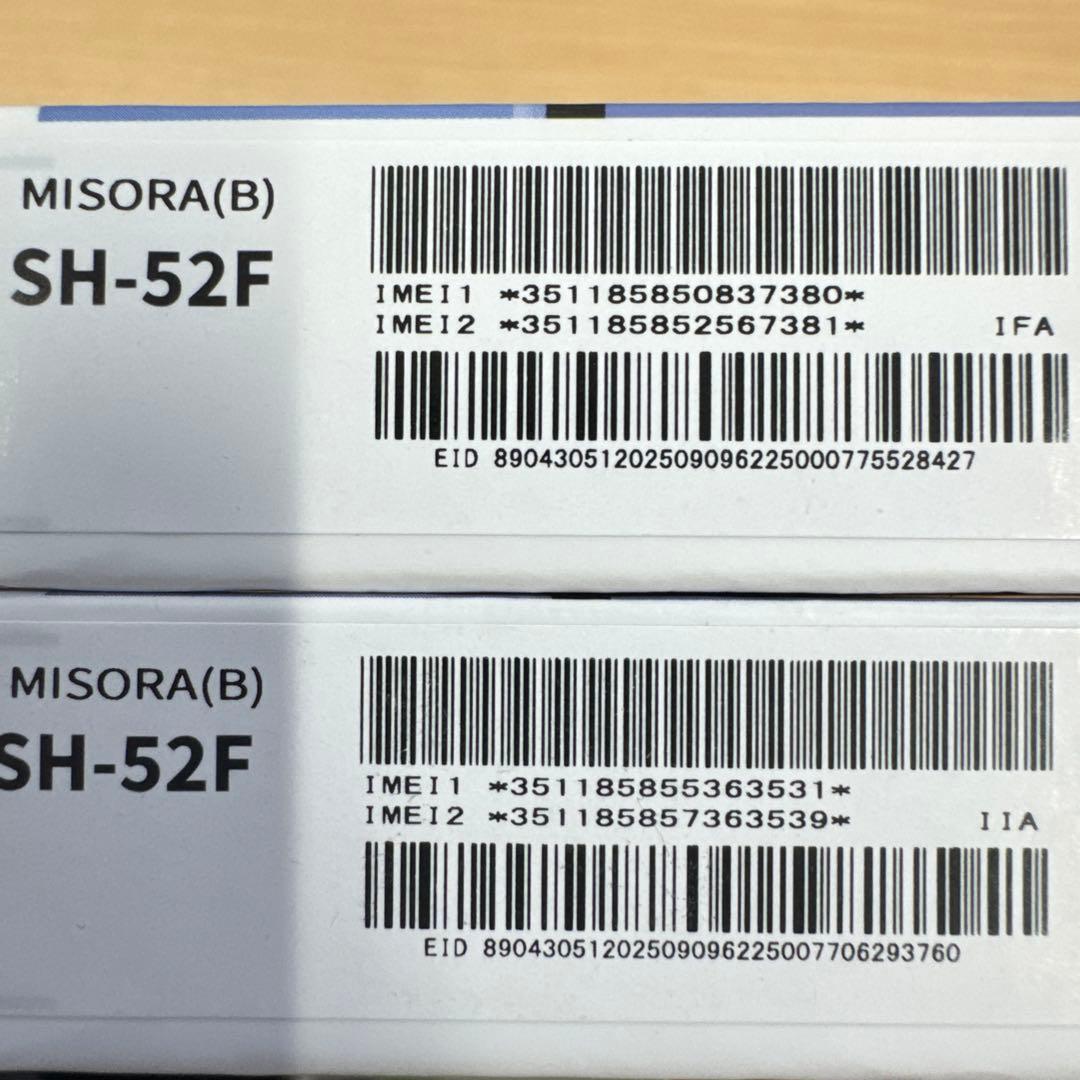 MISORA(B)
SH-52F
IMEI1 *351185850837380*
IMEI2 *351185852567381* IFA
EID 89043051202509096225000775528427
MISORA(B)
SH-52F
IMEI1 *351185855363531*
IMEI2 *351185857363539* IIA
EID 89043051202509096225007706293760